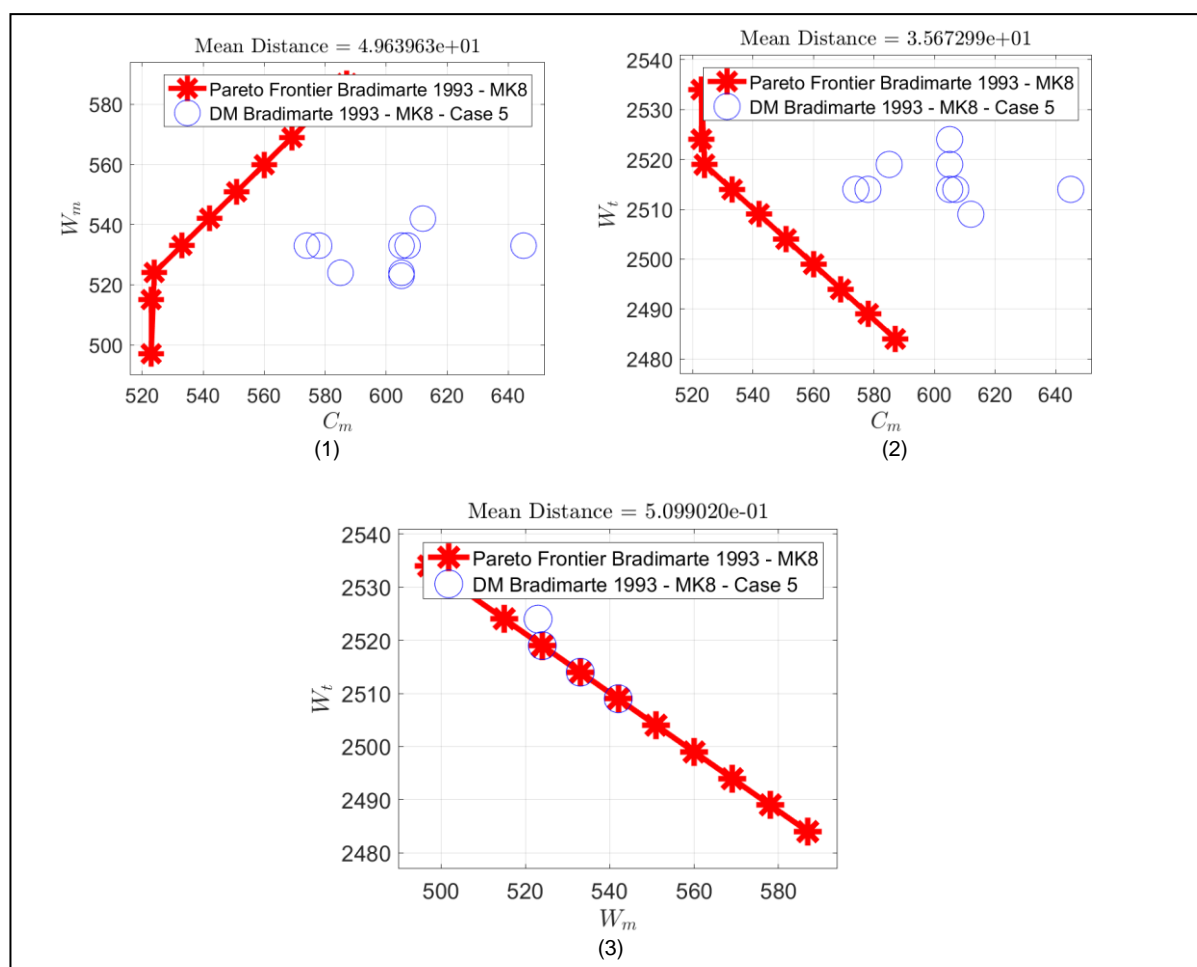 Mean Distance = 4.963963e+01
Pareto Frontier Bradimarte 1993 - MK8
DM Bradimarte 1993 - MK8 - Case 5
580
560
540
520
500
W_m
520 540 560 580 600 620 640
C_m
(1)
Mean Distance = 3.567299e+01
Pareto Frontier Bradimarte 1993 - MK8
DM Bradimarte 1993 - MK8 - Case 5
2540
2530
2520
2510
2500
2490
2480
W_t
520 540 560 580 600 620 640
C_m
(2)
Mean Distance = 5.099020e-01
Pareto Frontier Bradimarte 1993 - MK8
DM Bradimarte 1993 - MK8 - Case 5
2540
2530
2520
2510
2500
2490
2480
W_t
500 520 540 560 580
W_m
(3)